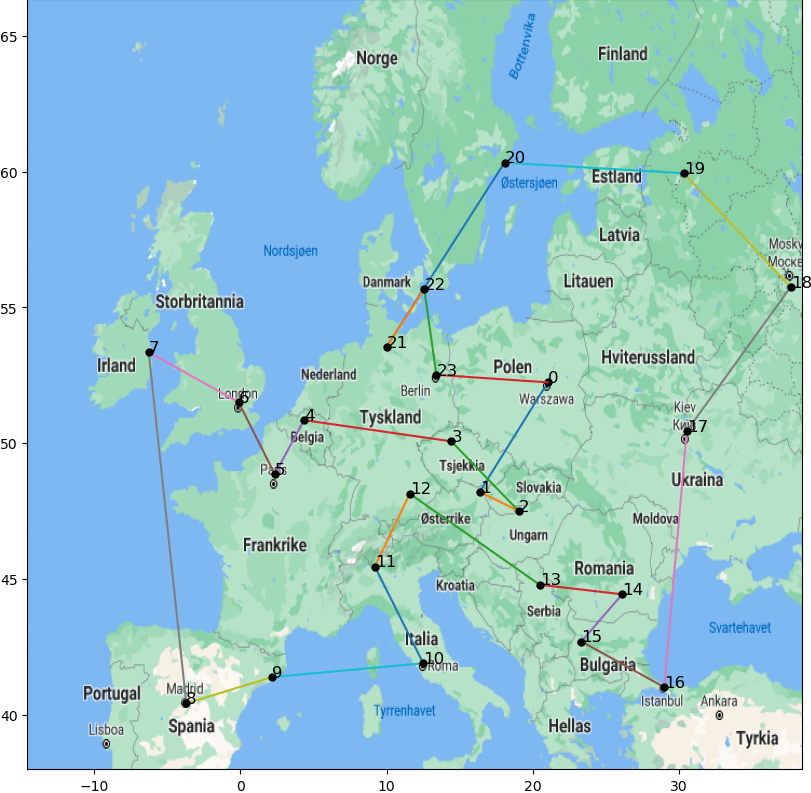 65
60
55
50
45
40
−10
0
10
20
30
Norge
Bottenvika
Finland
20
Østersjøen
Estland
19
Nordsjøen
Latvia
Mosky
Москв
18
Danmark
22
Litauen
Storbritannia
7
Irland
21
Nederland
23
Berlin
Polen
0
Warszawa
Hviterussland
London
6
4
Belgia
Tyskland
3
Kiev
17
Ukraina
5
Tsjekkia
12
1
Slovakia
2
Østerrike
Ungarn
Moldova
Frankrike
11
Kroatia
13
Romania
14
Serbia
Svartehavet
15
Italia
10
Roma
Bulgaria
9
16
Istanbul
Portugal
Madrid
8
Spania
Tyrrenhavet
Lisboa
Hellas
Ankara
Tyrkia